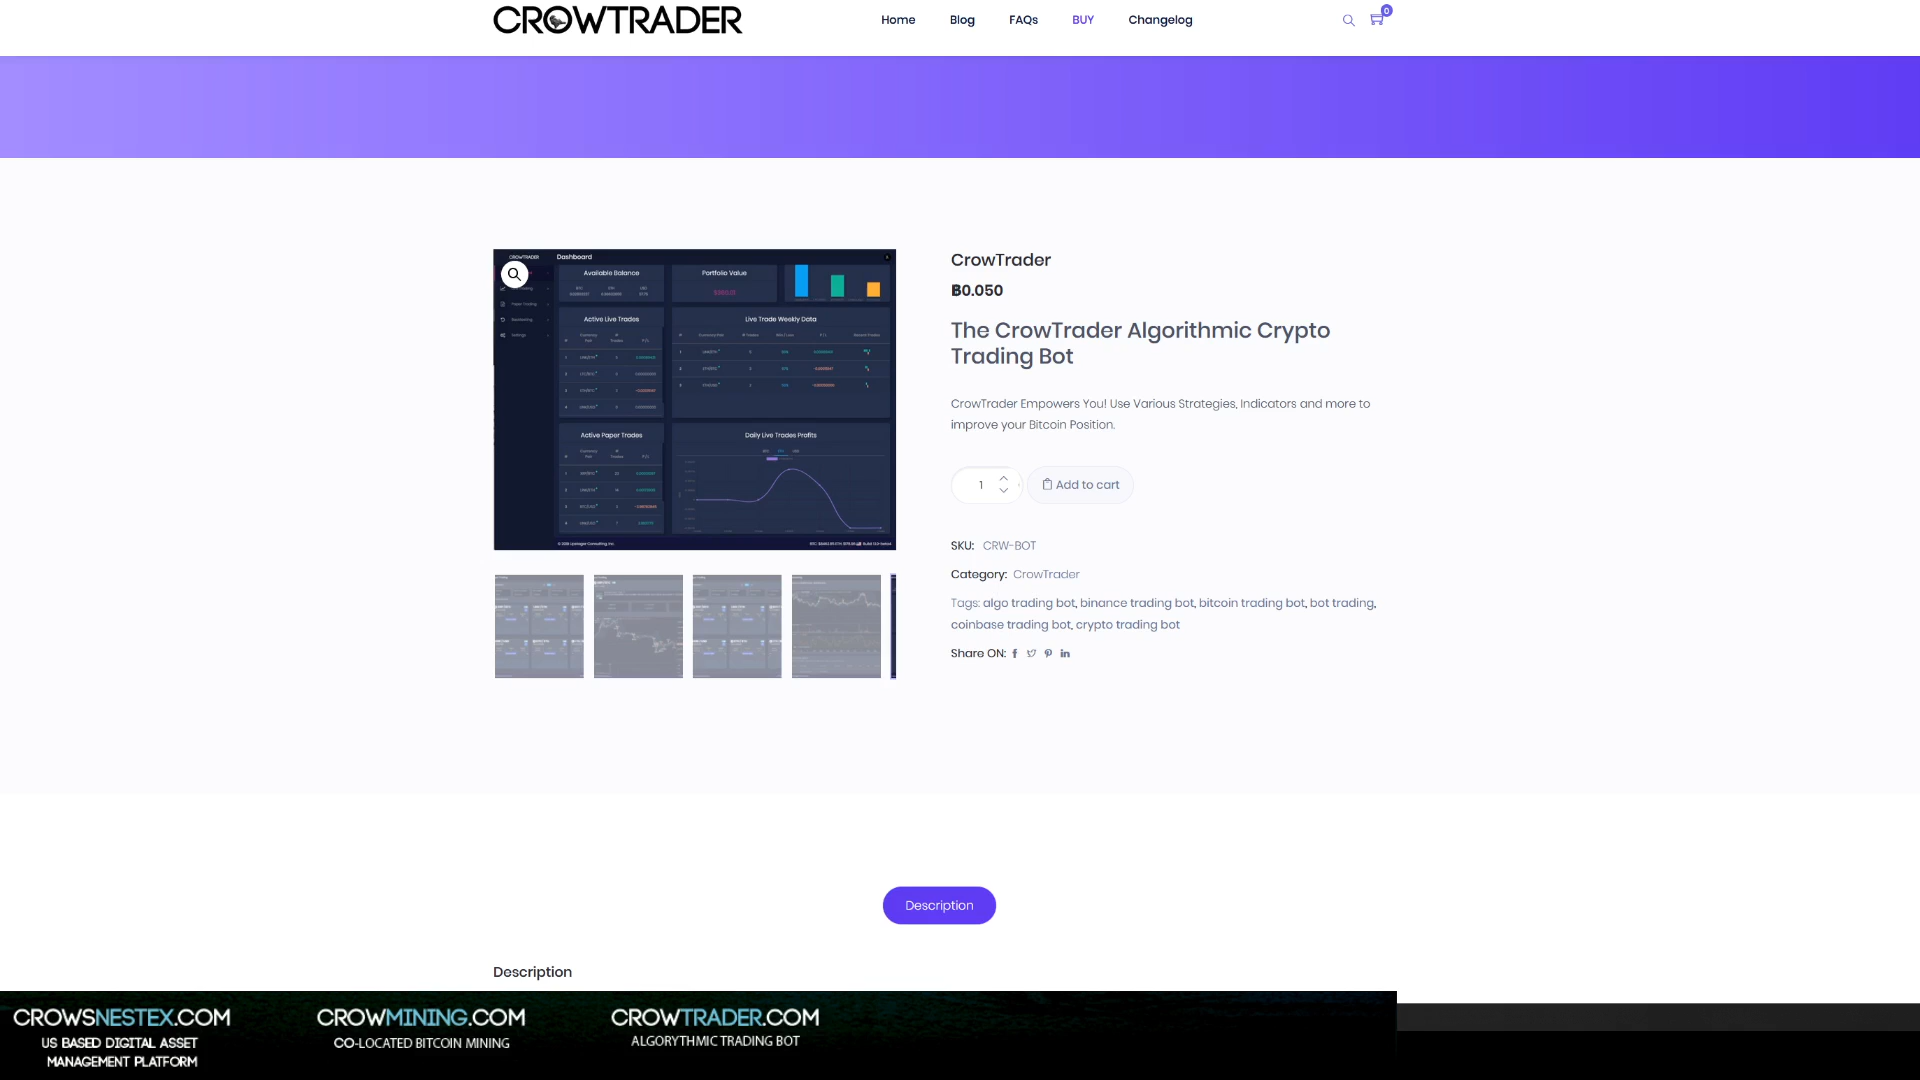 CROWTRADER
Home
Blog
FAQs
BUY
Changelog
0
CROWTRADER
Dashboard
Available Balance
Portfolio Value
Active Live Trades
Live Trade Weekly Data
Active Paper Trades
Daily Live Trades Profits
CrowTrader
฿0.050
The CrowTrader Algorithmic Crypto
Trading Bot
CrowTrader Empowers You! Use Various Strategies, Indicators and more to
improve your Bitcoin Position.
1
Add to cart
SKU: CRW-BOT
Category: CrowTrader
Tags: algo trading bot, binance trading bot, bitcoin trading bot, bot trading,
coinbase trading bot, crypto trading bot
Share ON:
Description
Description
CROWSNESTEX.COM
US BASED DIGITAL ASSET
MANAGEMENT PLATFORM
CROWMINING.COM
CO-LOCATED BITCOIN MINING
CROWTRADER.COM
ALGORYTHMIC TRADING BOT